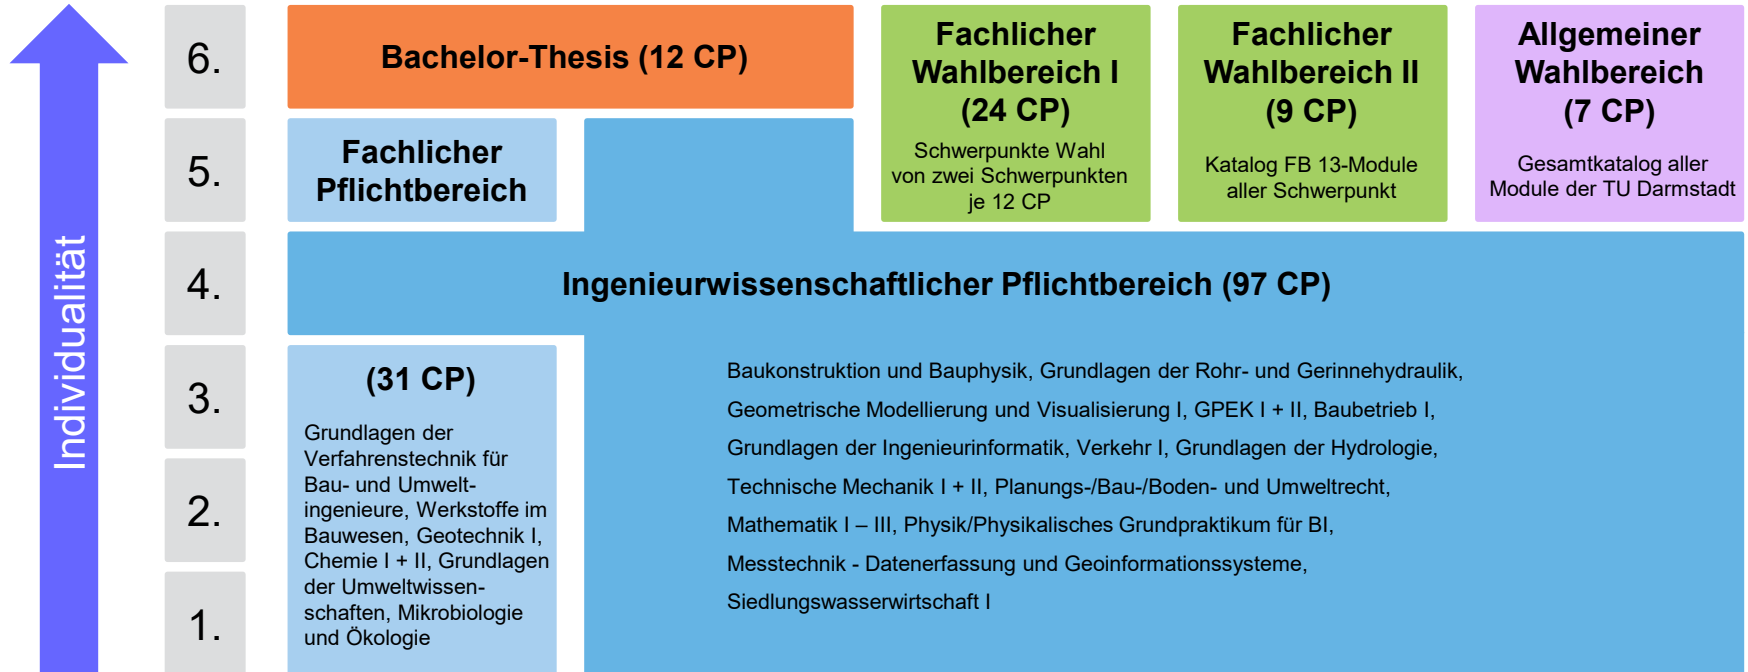 Individualität
6.
5.
4.
3.
2.
1.
Bachelor-Thesis (12 CP)
Fachlicher
Wahlbereich I
(24 CP)
Schwerpunkte Wahl
von zwei Schwerpunkten
je 12 CP
Fachlicher
Wahlbereich II
(9 CP)
Katalog FB 13-Module
aller Schwerpunkt
Allgemeiner
Wahlbereich
(7 CP)
Gesamtkatalog aller
Module der TU Darmstadt
Fachlicher
Pflichtbereich
Ingenieurwissenschaftlicher Pflichtbereich (97 CP)
(31 CP)
Grundlagen der
Verfahrenstechnik für
Bau- und Umwelt-
ingenieure, Werkstoffe im
Bauwesen, Geotechnik I,
Chemie I + II, Grundlagen
der Umweltwissen-
schaften, Mikrobiologie
und Ökologie
Baukonstruktion und Bauphysik, Grundlagen der Rohr- und Gerinnehydraulik,
Geometrische Modellierung und Visualisierung I, GPEK I + II, Baubetrieb I,
Grundlagen der Ingenieurinformatik, Verkehr I, Grundlagen der Hydrologie,
Technische Mechanik I + II, Planungs-/Bau-/Boden- und Umweltrecht,
Mathematik I – III, Physik/Physikalisches Grundpraktikum für BI,
Messtechnik - Datenerfassung und Geoinformationssysteme,
Siedlungswasserwirtschaft I